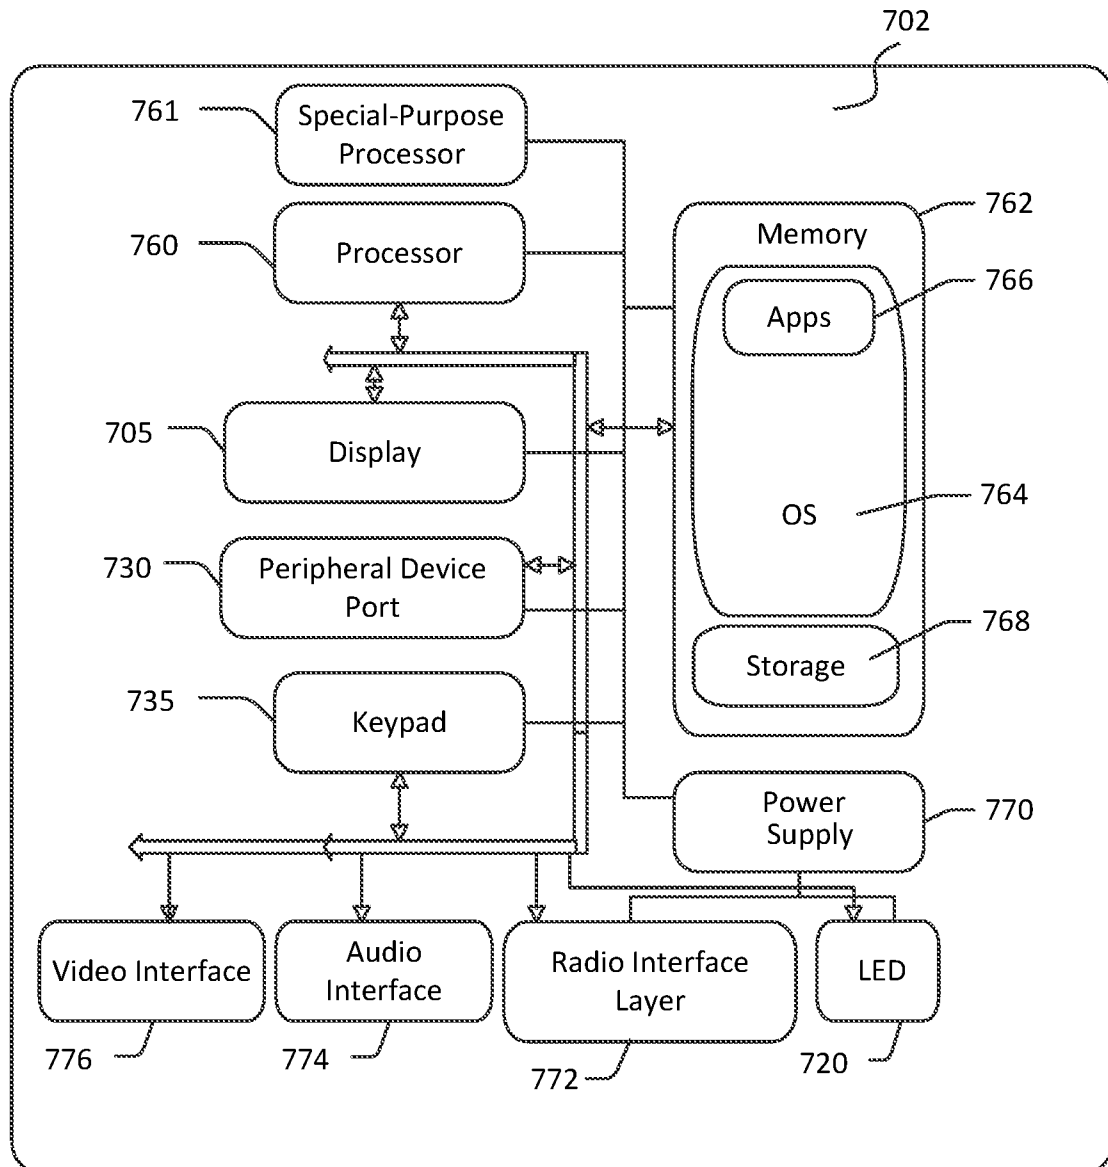 702
761
Special-Purpose
Processor
762
Memory
760
Processor
766
Apps
705
Display
764
OS
730
Peripheral Device
Port
768
Storage
735
Keypad
Power
Supply
770
Video Interface
Audio
Interface
Radio Interface
Layer
LED
776
774
772
720